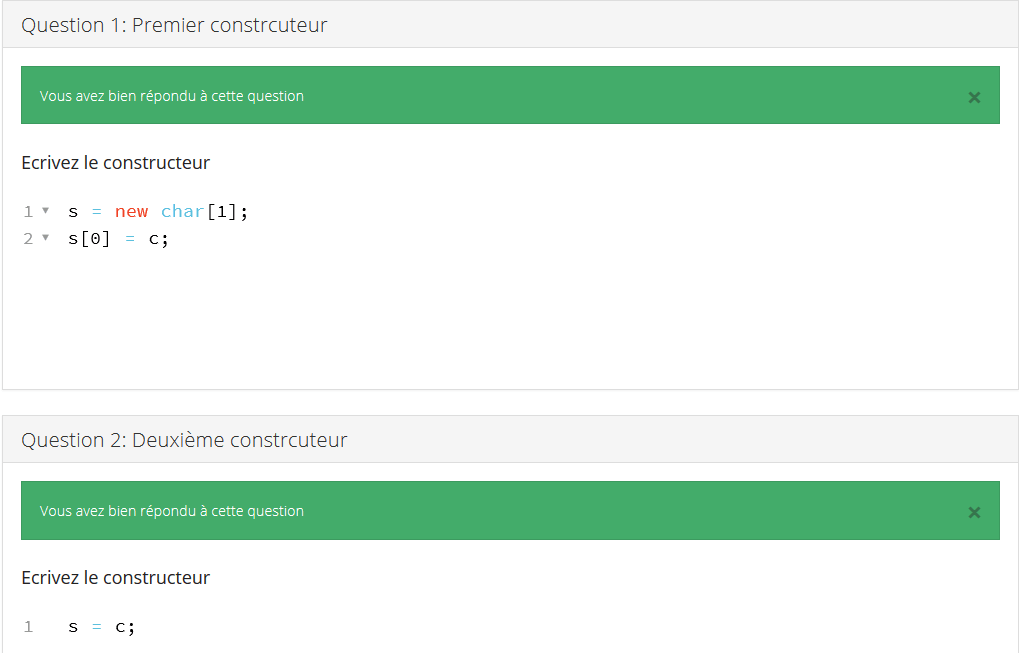 Question 1: Premier constrcuteur
Vous avez bien répondu à cette question
×
Ecrivez le constructeur
1 ▾ s = new char[1];
2 ▾ s[0] = c;
Question 2: Deuxième constrcuteur
Vous avez bien répondu à cette question
×
Ecrivez le constructeur
1 s = c;